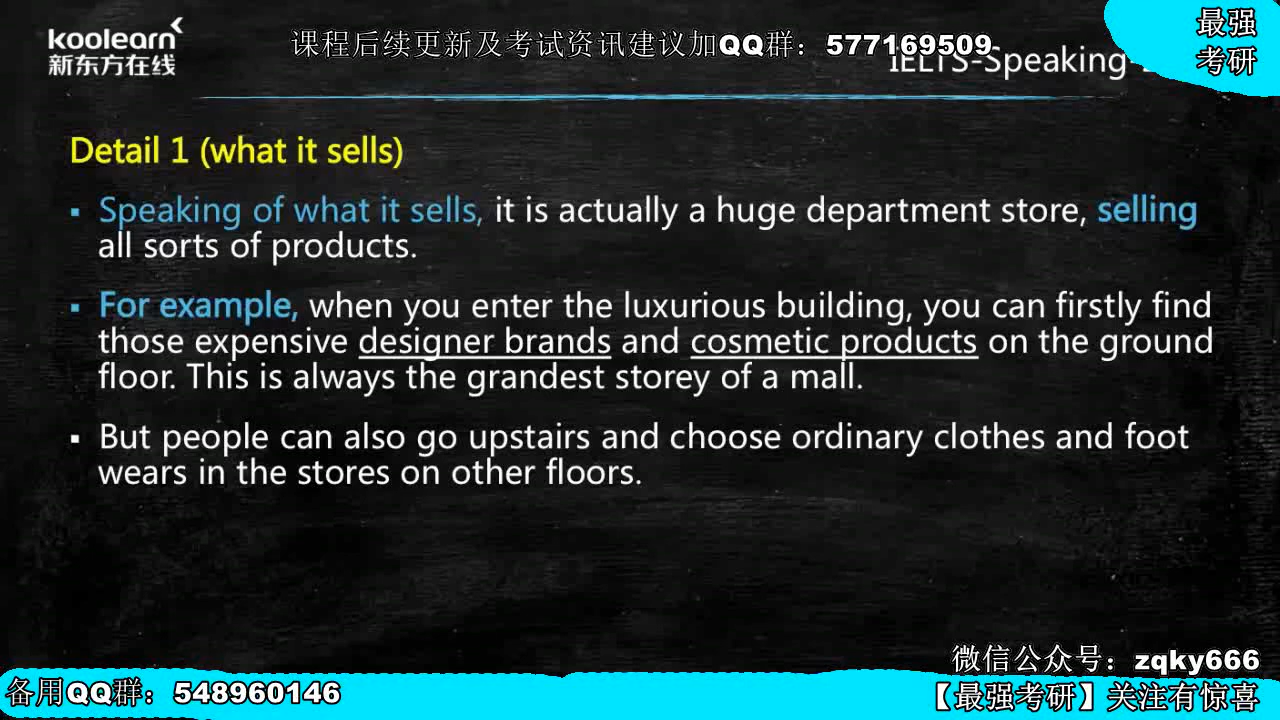 koolearn
新东方在线
课程后续更新及考试资讯建议加QQ群：577169509
IELTS-Speaking-
最强
考研
Detail 1 (what it sells)
▪ Speaking of what it sells, it is actually a huge department store, selling
all sorts of products.
▪ For example, when you enter the luxurious building, you can firstly find
those expensive designer brands and cosmetic products on the ground
floor. This is always the grandest storey of a mall.
▪ But people can also go upstairs and choose ordinary clothes and foot
wears in the stores on other floors.
微信公众号：zqky666
备用QQ群：548960146
【最强考研】关注有惊喜